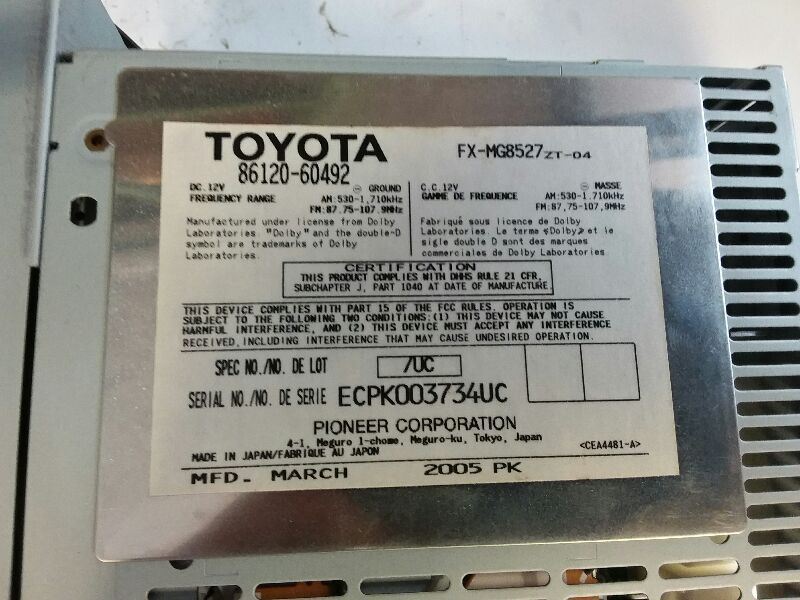 TOYOTA
FX-MG8527ZT-04
86120-60492
DC.12V ⊖ GROUND
FREQUENCY RANGE AM:530-1,710kHz
FM:87.75-107.9MHz
Manufactured under license from Dolby
Laboratories. "Dolby" and the double-D
symbol are trademarks of Dolby
Laboratories.
C.C.12V ⊖ MASSE
GAMME DE FREQUENCE AM:530-1.710kHz
FM:87,75-107,9MHz
Fabriqué sous licence de Dolby
Laboratories. Le terme «Dolby» et le
sigle double D sont des marques
commerciales de Dolby Laboratories.
CERTIFICATION
THIS PRODUCT COMPLIES WITH DHHS RULE 21 CFR,
SUBCHAPTER J, PART 1040 AT DATE OF MANUFACTURE.
THIS DEVICE COMPLIES WITH PART 15 OF THE FCC RULES. OPERATION IS
SUBJECT TO THE FOLLOWING TWO CONDITIONS:(1) THIS DEVICE MAY NOT CAUSE
HARMFUL INTERFERENCE, AND (2) THIS DEVICE MUST ACCEPT ANY INTERFERENCE
RECEIVED, INCLUDING INTERFERENCE THAT MAY CAUSE UNDESIRED OPERATION.
SPEC NO./NO. DE LOT /UC
SERIAL NO./NO. DE SERIE ECPK003734UC
PIONEER CORPORATION
4-1, Meguro 1-chome, Meguro-ku, Tokyo, Japan
MADE IN JAPAN/FABRIQUE AU JAPON <CEA4481-A>
MFD. MARCH 2005 PK